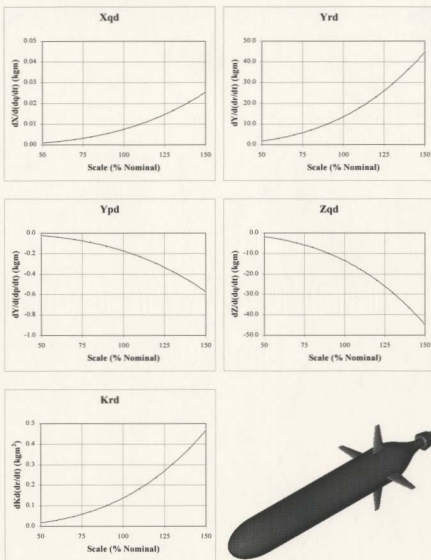 Xqd
dX/d(dq/dt) (kgm)
0.05
0.04
0.03
0.02
0.01
0.00
50 75 100 125 150
Scale (% Nominal)
Yrd
dY/d(dr/dt) (kgm)
50.0
40.0
30.0
20.0
10.0
0.0
50 75 100 125 150
Scale (% Nominal)
Ypd
dY/d(dp/dt) (kgm)
0.0
-0.2
-0.4
-0.6
-0.8
-1.0
50 75 100 125 150
Scale (% Nominal)
Zqd
dZ/d(dq/dt) (kgm)
0.0
-10.0
-20.0
-30.0
-40.0
-50.0
50 75 100 125 150
Scale (% Nominal)
Krd
dKd(dr/dt) (kgm²)
0.5
0.4
0.3
0.2
0.1
0.0
50 75 100 125 150
Scale (% Nominal)